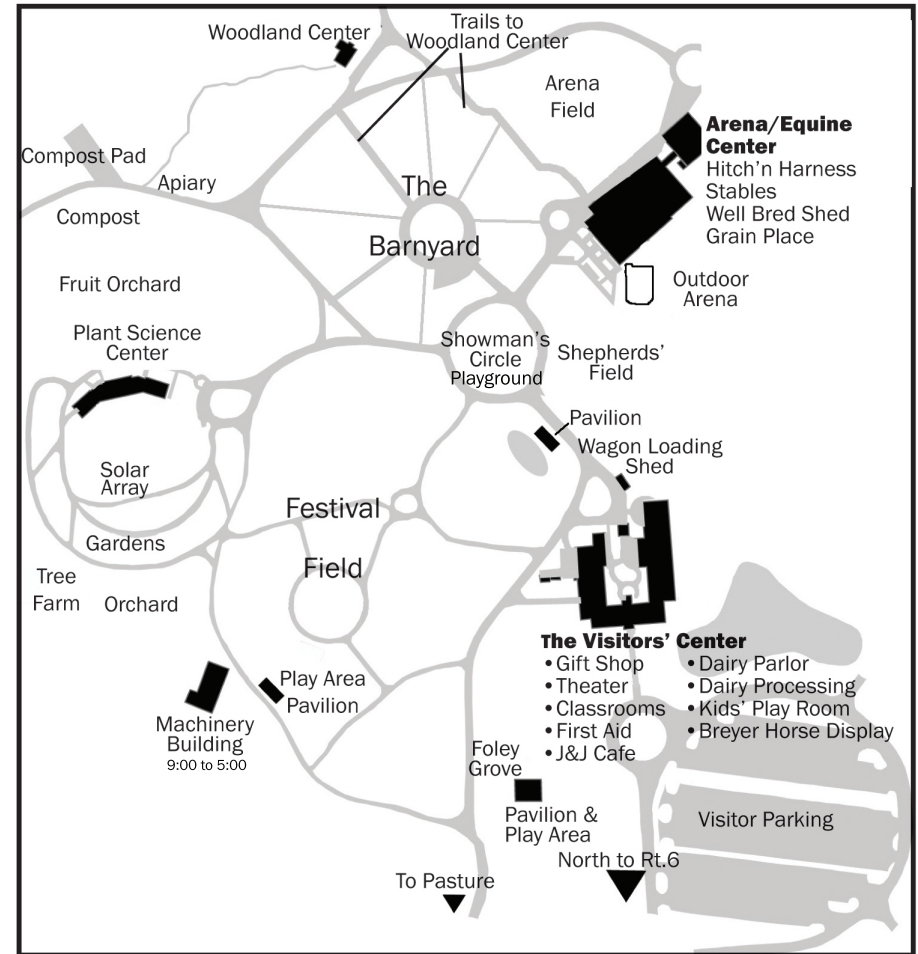 Woodland Center
Trails to
Woodland Center
Arena
Field
Arena/Equine
Center
Hitch'n Harness
Stables
Well Bred Shed
Grain Place
Compost Pad
Apiary
The
Barnyard
Compost
Outdoor
Arena
Fruit Orchard
Plant Science
Center
Showman's
Circle
Playground
Shepherds'
Field
Pavilion
Wagon Loading
Shed
Solar
Array
Festival
Field
Gardens
Tree
Farm
Orchard
The Visitors' Center
• Gift Shop
• Theater
• Classrooms
• First Aid
• J&J Cafe
• Dairy Parlor
• Dairy Processing
• Kids' Play Room
• Breyer Horse Display
Play Area
Pavilion
Machinery
Building
9:00 to 5:00
Foley
Grove
Pavilion &
Play Area
Visitor Parking
North to Rt.6
To Pasture